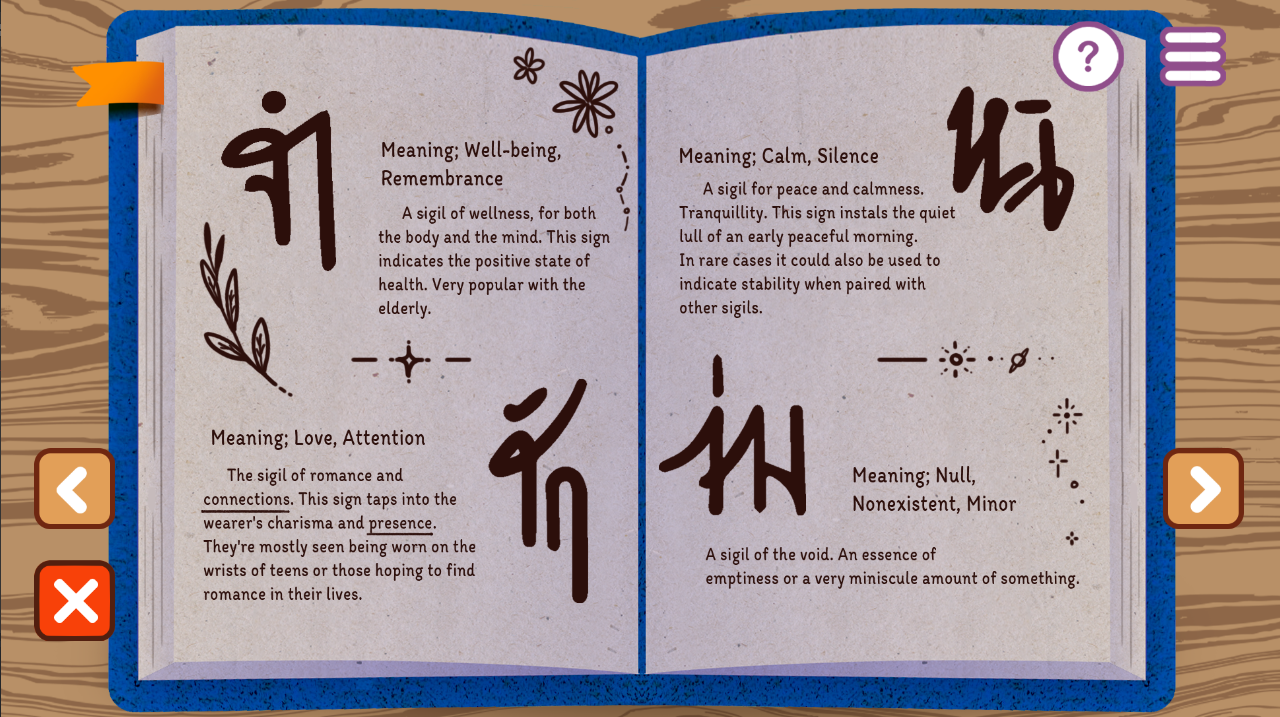 Meaning; Well-being,
Remembrance
A sigil of wellness, for both
the body and the mind. This sign
indicates the positive state of
health. Very popular with the
elderly.
Meaning; Love, Attention
The sigil of romance and
connections. This sign taps into the
wearer's charisma and presence.
They're mostly seen being worn on the
wrists of teens or those hoping to find
romance in their lives.
Meaning; Calm, Silence
A sigil for peace and calmness.
Tranquillity. This sign instals the quiet
lull of an early peaceful morning.
In rare cases it could also be used to
indicate stability when paired with
other sigils.
Meaning; Null,
Nonexistent, Minor
A sigil of the void. An essence of
emptiness or a very miniscule amount of something.
?